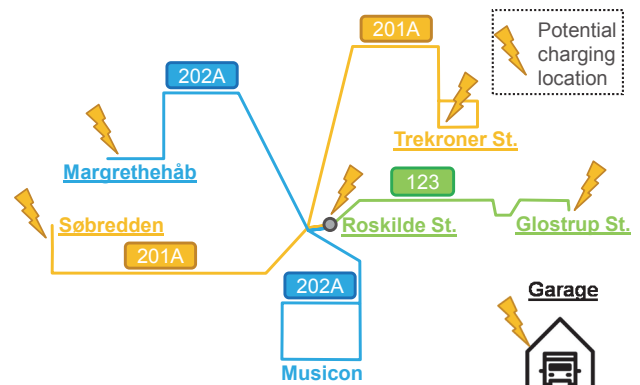 201A
Potential
charging
location
202A
Trekroner St.
Margrethehåb
123
Søbredden
Roskilde St.
Glostrup St.
201A
202A
Garage
Musicon